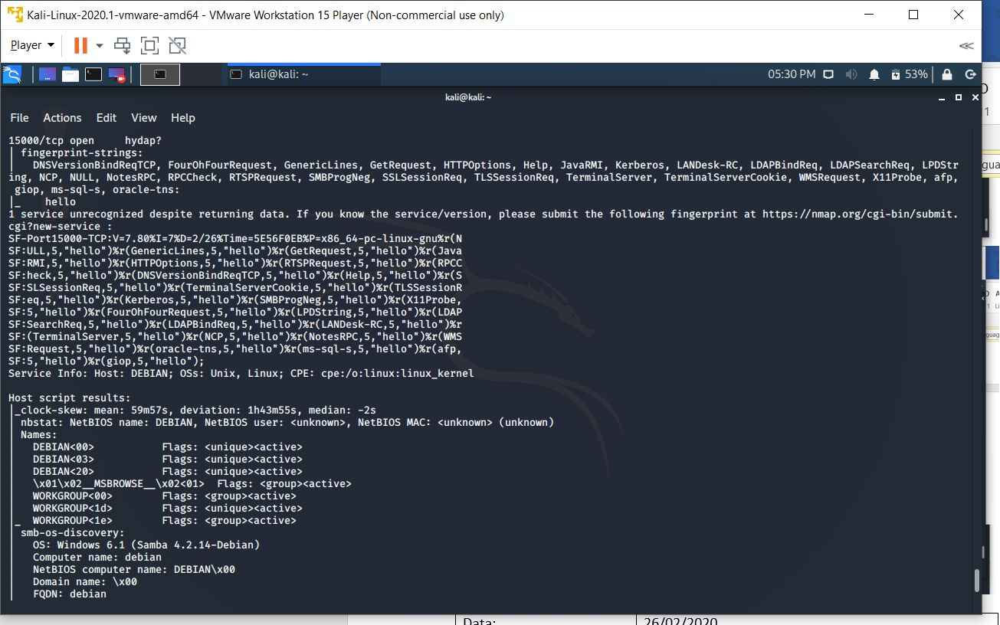 Kali-Linux-2020.1-vmware-amd64 - VMware Workstation 15 Player (Non-commercial use only)
Player
kali@kali: ~
05:30 PM
53%
kali@kali: ~
File Actions Edit View Help
15000/tcp open     hydap?
| fingerprint-strings:
|   DNSVersionBindReqTCP, FourOhFourRequest, GenericLines, GetRequest, HTTPOptions, Help, JavaRMI, Kerberos, LANDesk-RC, LDAPBindReq, LDAPSearchReq, LPDStr
ing, NCP, NULL, NotesRPC, RPCCheck, RTSPRequest, SMBProgNeg, SSLSessionReq, TLSSessionReq, TerminalServer, TerminalServerCookie, WMSRequest, X11Probe, afp,
 giop, ms-sql-s, oracle-tns:
|_    hello
1 service unrecognized despite returning data. If you know the service/version, please submit the following fingerprint at https://nmap.org/cgi-bin/submit.
cgi?new-service :
SF-Port15000-TCP:V=7.80%I=7%D=2/26%Time=5E56F0EB%P=x86_64-pc-linux-gnu%r(N
SF:ULL,5,"hello")%r(GenericLines,5,"hello")%r(GetRequest,5,"hello")%r(Java
SF:RMI,5,"hello")%r(HTTPOptions,5,"hello")%r(RTSPRequest,5,"hello")%r(RPCC
SF:heck,5,"hello")%r(DNSVersionBindReqTCP,5,"hello")%r(Help,5,"hello")%r(S
SF:SLSessionReq,5,"hello")%r(TerminalServerCookie,5,"hello")%r(TLSSessionR
SF:eq,5,"hello")%r(Kerberos,5,"hello")%r(SMBProgNeg,5,"hello")%r(X11Probe,
SF:5,"hello")%r(FourOhFourRequest,5,"hello")%r(LPDString,5,"hello")%r(LDAP
SF:SearchReq,5,"hello")%r(LDAPBindReq,5,"hello")%r(LANDesk-RC,5,"hello")%r
SF:(TerminalServer,5,"hello")%r(NCP,5,"hello")%r(NotesRPC,5,"hello")%r(WMS
SF:Request,5,"hello")%r(oracle-tns,5,"hello")%r(ms-sql-s,5,"hello")%r(afp,
SF:5,"hello")%r(giop,5,"hello");
Service Info: Host: DEBIAN; OSs: Unix, Linux; CPE: cpe:/o:linux:linux_kernel
Host script results:
|_clock-skew: mean: 59m57s, deviation: 1h43m55s, median: -2s
| nbstat: NetBIOS name: DEBIAN, NetBIOS user: <unknown>, NetBIOS MAC: <unknown> (unknown)
| Names:
|   DEBIAN<00>           Flags: <unique><active>
|   DEBIAN<03>           Flags: <unique><active>
|   DEBIAN<20>           Flags: <unique><active>
|   \x01\x02__MSBROWSE__\x02<01>  Flags: <group><active>
|   WORKGROUP<00>        Flags: <group><active>
|   WORKGROUP<1d>        Flags: <unique><active>
|_  WORKGROUP<1e>        Flags: <group><active>
| smb-os-discovery:
|   OS: Windows 6.1 (Samba 4.2.14-Debian)
|   Computer name: debian
|   NetBIOS computer name: DEBIAN\x00
|   Domain name: \x00
|   FQDN: debian
Data: 26/02/2020